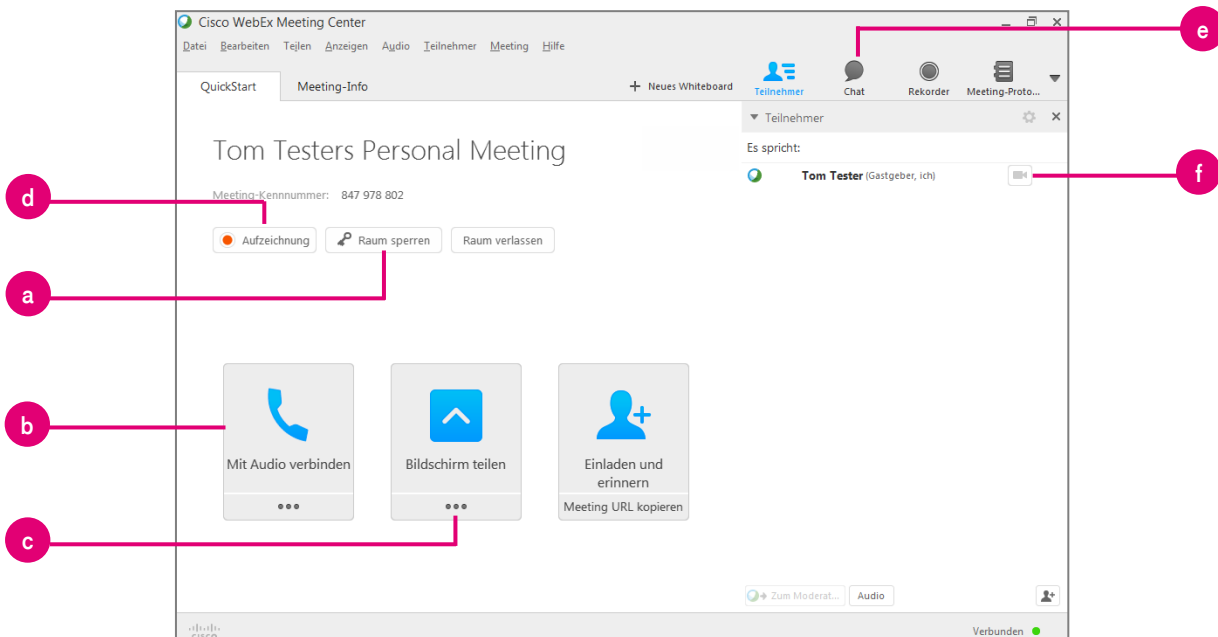 Cisco WebEx Meeting Center
Datei Bearbeiten Teilen Anzeigen Audio Teilnehmer Meeting Hilfe
QuickStart Meeting-Info + Neues Whiteboard
Teilnehmer Chat Rekorder Meeting-Proto...
Teilnehmer
Es spricht:
Tom Tester (Gastgeber, ich)
Tom Testers Personal Meeting
Meeting-Kennnummer: 847 978 802
Aufzeichnung Raum sperren Raum verlassen
Mit Audio verbinden
Bildschirm teilen
Einladen und
erinnern
Meeting URL kopieren
Zum Moderat... Audio
CISCO
Verbunden
d
a
b
c
e
f